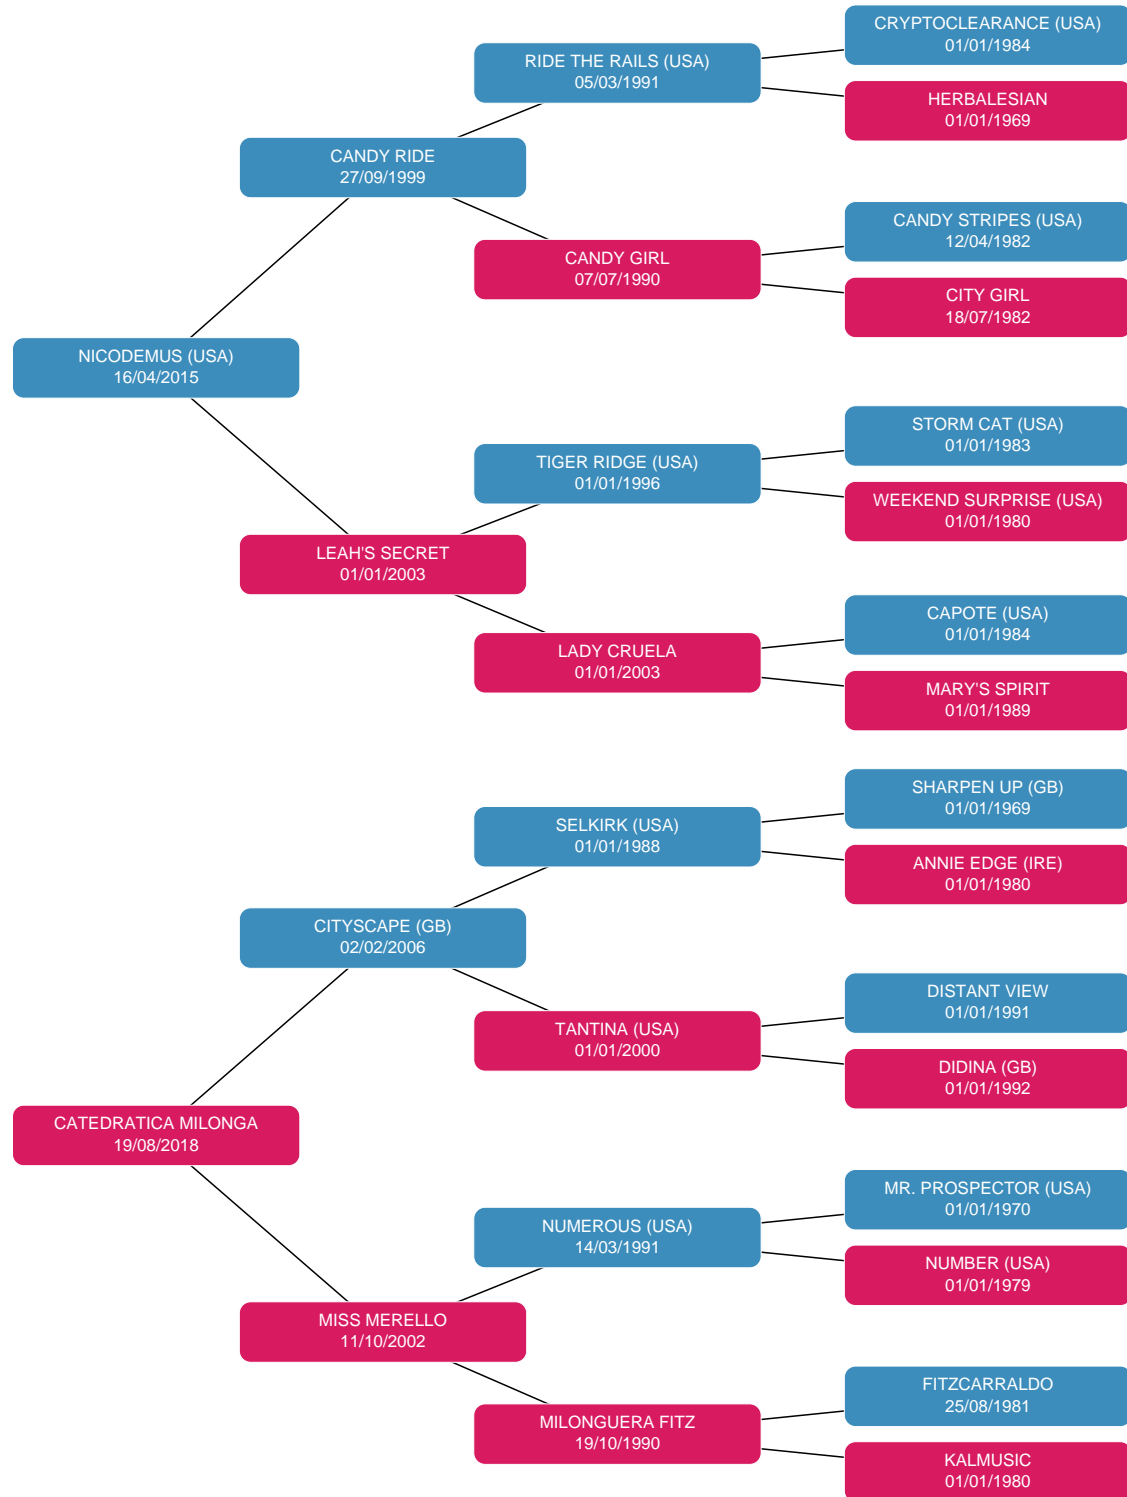 CRYPTOCLEARANCE (USA)
01/01/1984
RIDE THE RAILS (USA)
05/03/1991
HERBALESIAN
01/01/1969
CANDY RIDE
27/09/1999
CANDY STRIPES (USA)
12/04/1982
CANDY GIRL
07/07/1990
CITY GIRL
18/07/1982
NICODEMUS (USA)
16/04/2015
STORM CAT (USA)
01/01/1983
TIGER RIDGE (USA)
01/01/1996
WEEKEND SURPRISE (USA)
01/01/1980
LEAH'S SECRET
01/01/2003
CAPOTE (USA)
01/01/1984
LADY CRUELA
01/01/2003
MARY'S SPIRIT
01/01/1989
SHARPEN UP (GB)
01/01/1969
SELKIRK (USA)
01/01/1988
ANNIE EDGE (IRE)
01/01/1980
CITYSCAPE (GB)
02/02/2006
DISTANT VIEW
01/01/1991
TANTINA (USA)
01/01/2000
DIDINA (GB)
01/01/1992
CATEDRATICA MILONGA
19/08/2018
MR. PROSPECTOR (USA)
01/01/1970
NUMEROUS (USA)
14/03/1991
NUMBER (USA)
01/01/1979
MISS MERELLO
11/10/2002
FITZCARRALDO
25/08/1981
MILONGUERA FITZ
19/10/1990
KALMUSIC
01/01/1980